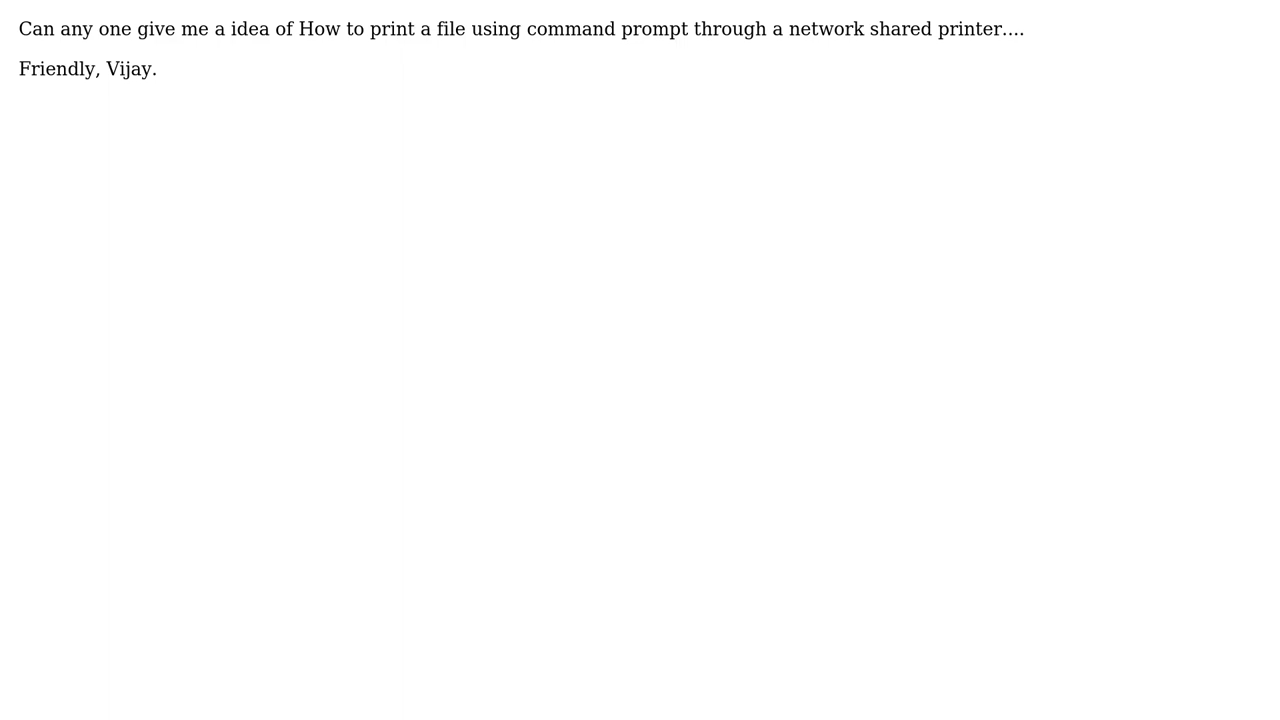 Can any one give me a idea of How to print a file using command prompt through a network shared printer....
Friendly, Vijay.